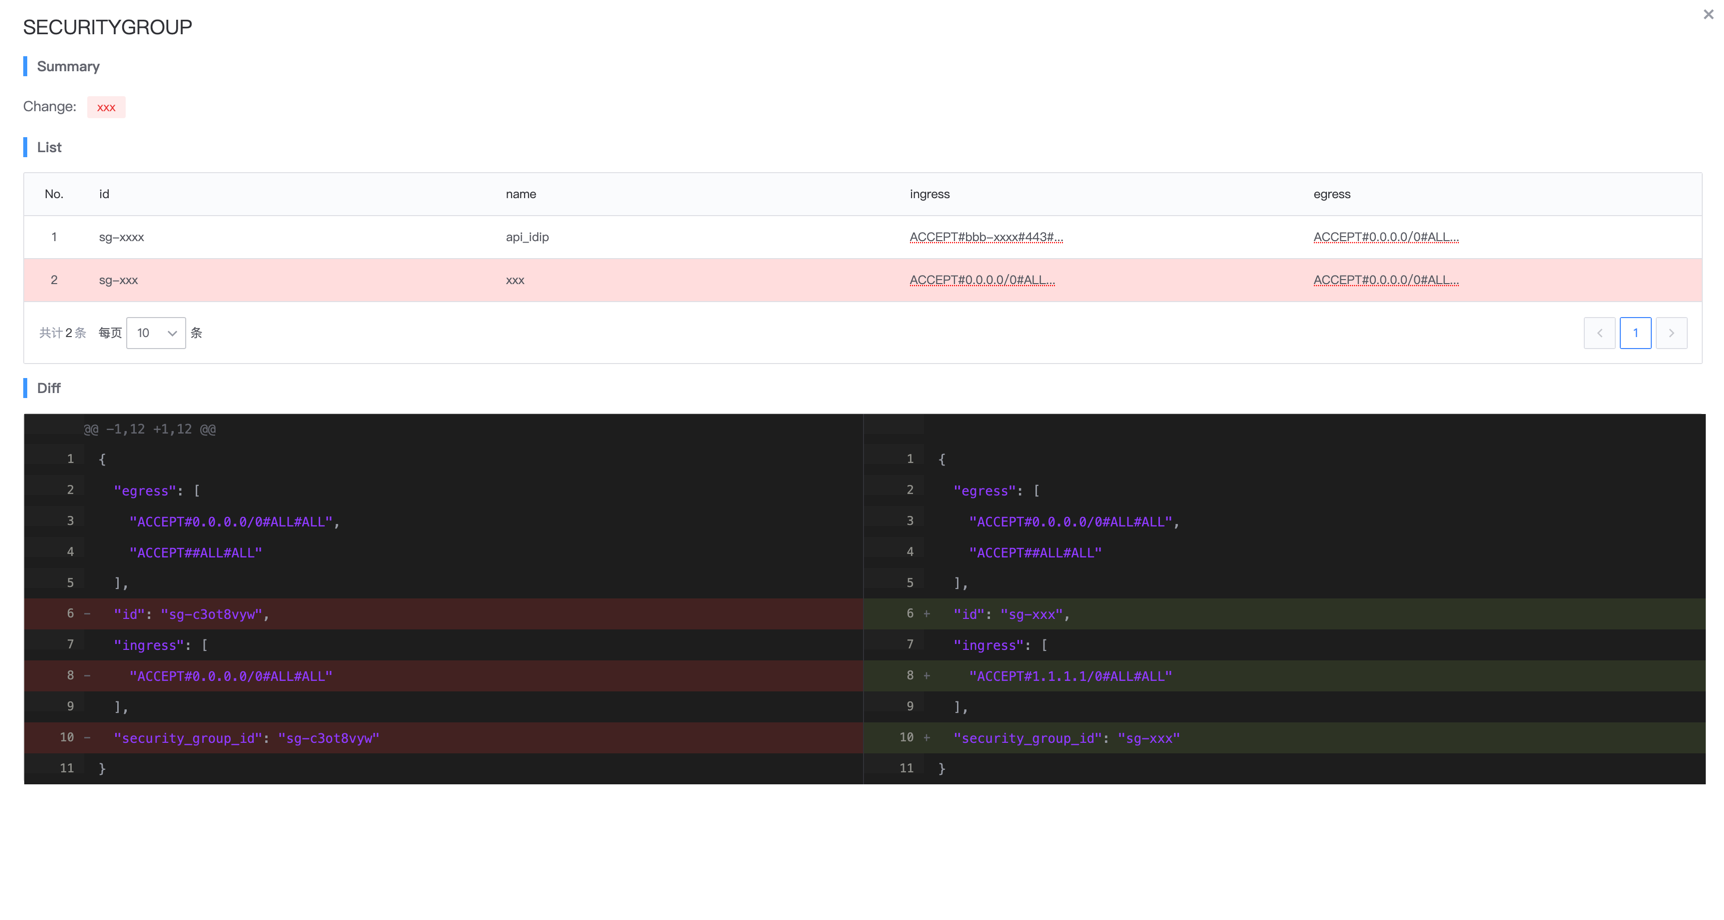 SECURITYGROUP
Summary
Change: xxx
List
No. id name ingress egress
1 sg-xxxx api_idip ACCEPT#bbb-xxxx#443#... ACCEPT#0.0.0.0/0#ALL...
2 sg-xxx xxx ACCEPT#0.0.0.0/0#ALL... ACCEPT#0.0.0.0/0#ALL...
共计 2 条 每页 10 条 1
Diff
@@ -1,12 +1,12 @@
1 {
2 "egress": [
3 "ACCEPT#0.0.0.0/0#ALL#ALL",
4 "ACCEPT##ALL#ALL"
5 ],
6 - "id": "sg-c3ot8vyw",
7 "ingress": [
8 - "ACCEPT#0.0.0.0/0#ALL#ALL"
9 ],
10 - "security_group_id": "sg-c3ot8vyw"
11 }
1 {
2 "egress": [
3 "ACCEPT#0.0.0.0/0#ALL#ALL",
4 "ACCEPT##ALL#ALL"
5 ],
6 + "id": "sg-xxx",
7 "ingress": [
8 + "ACCEPT#1.1.1.1/0#ALL#ALL"
9 ],
10 + "security_group_id": "sg-xxx"
11 }